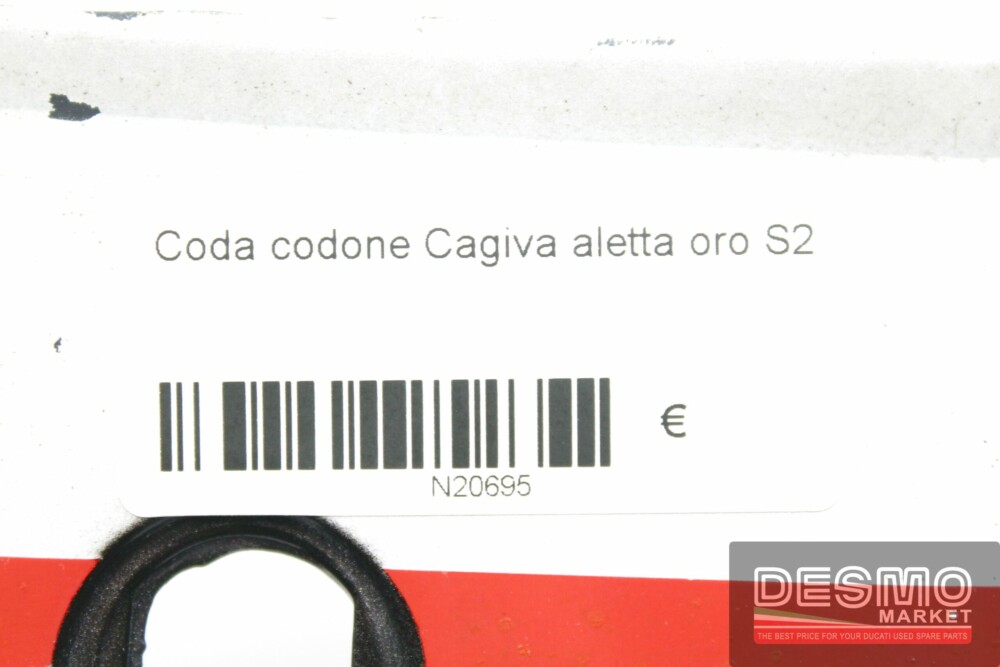 Coda codone Cagiva aletta oro S2
€
N20695
DESMO
MARKET
THE BEST PRICE FOR YOUR DUCATI USED SPARE PARTS